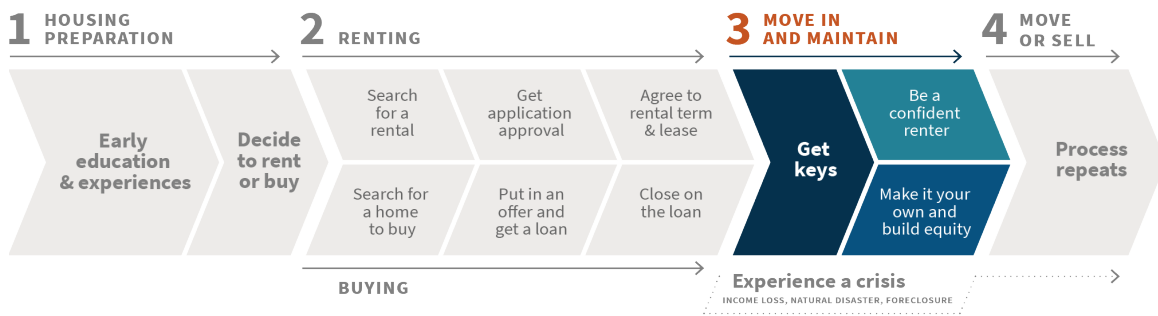 1 HOUSING
PREPARATION
2 RENTING
3 MOVE IN
AND MAINTAIN
4 MOVE
OR SELL
Early
education
& experiences
Decide
to rent
or buy
Search
for a
rental
Get
application
approval
Agree to
rental term
& lease
Search for
a home
to buy
Put in an
offer and
get a loan
Close on
the loan
Get
keys
Be a
confident
renter
Make it your
own and
build equity
Process
repeats
BUYING
Experience a crisis
INCOME LOSS, NATURAL DISASTER, FORECLOSURE